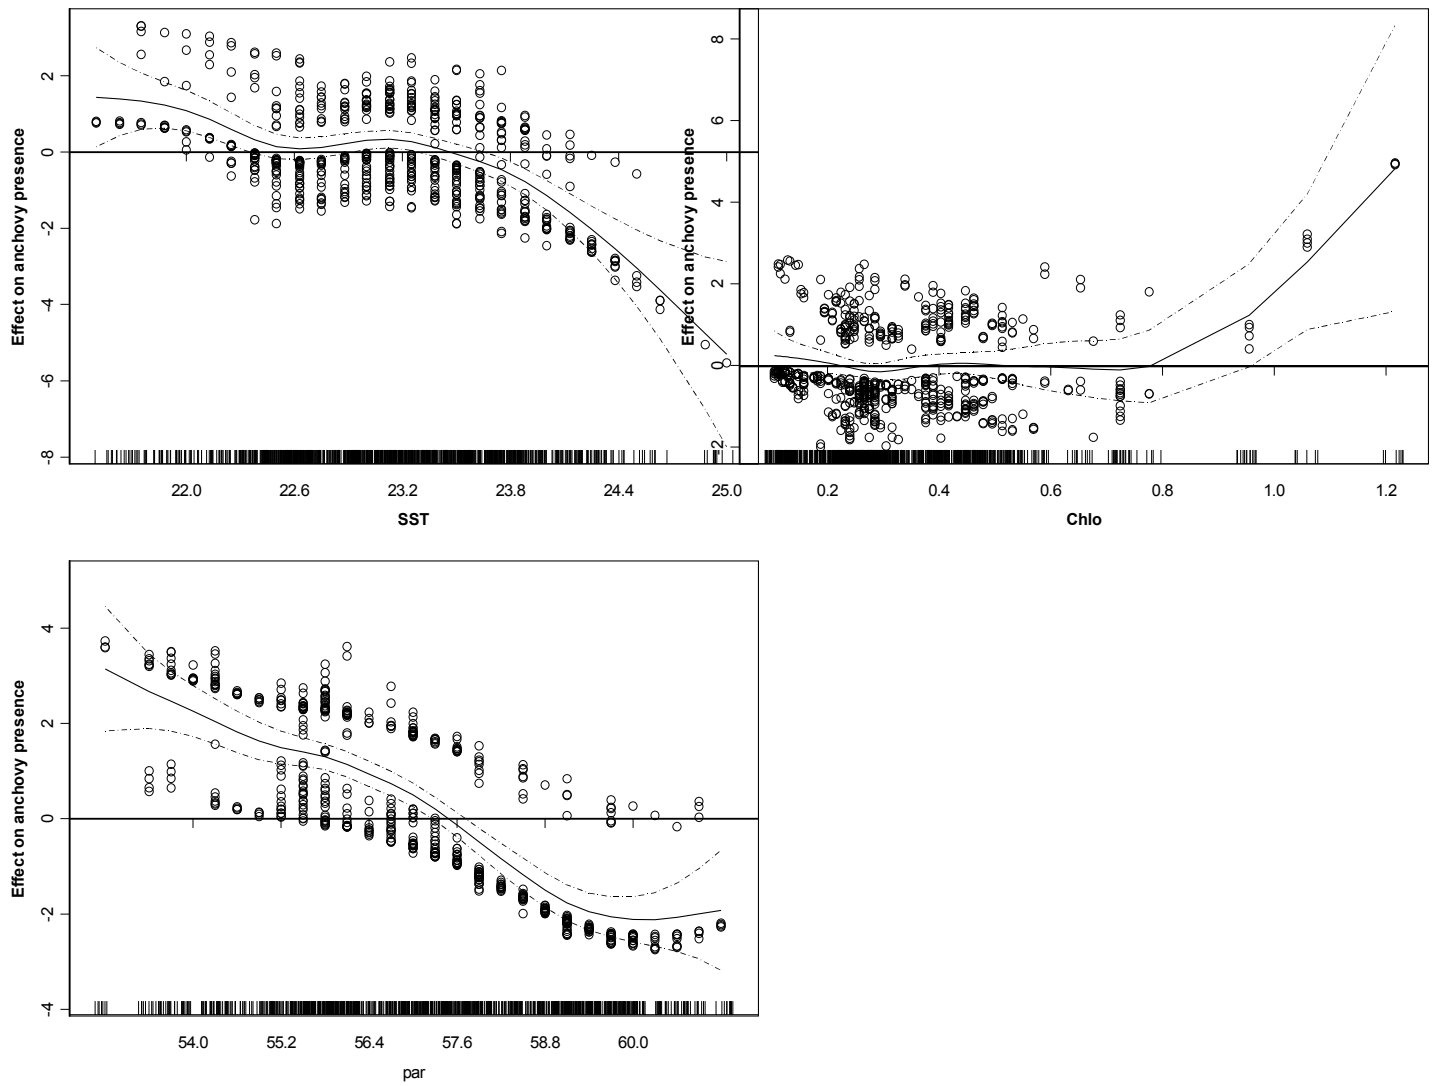 Effect on anchovy presence
2
0
-2
-4
-6
-8
22.0 22.6 23.2 23.8 24.4 25.0
SST
Effect on anchovy presence
8
6
4
2
0
2
0.2 0.4 0.6 0.8 1.0 1.2
Chlo
Effect on anchovy presence
4
2
0
-2
-4
54.0 55.2 56.4 57.6 58.8 60.0
par